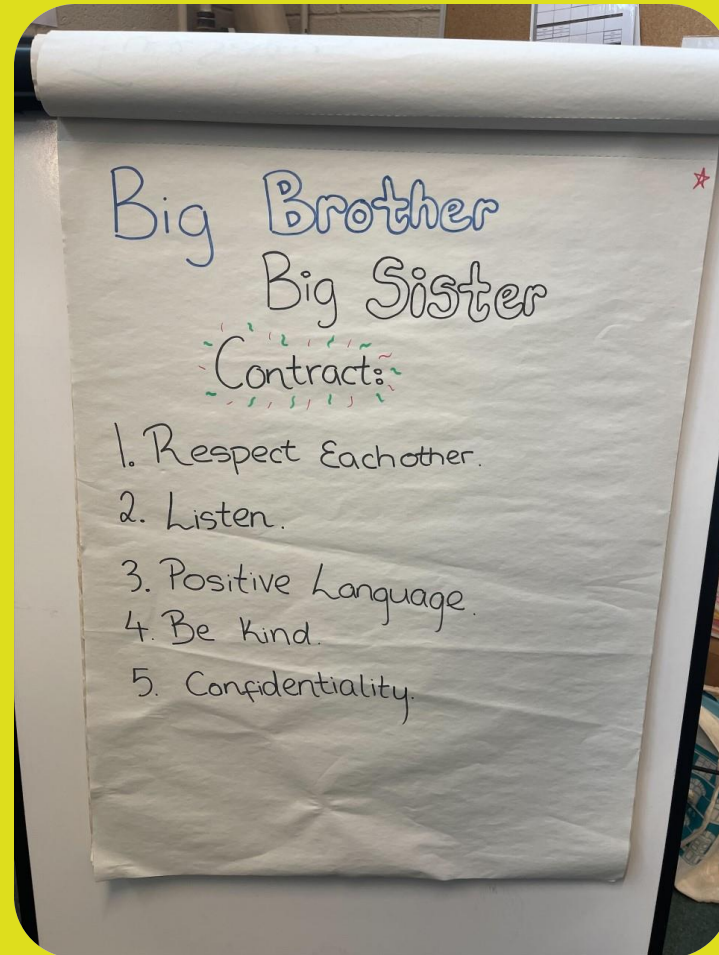 Big Brother
Big Sister
Contract:
1. Respect Eachother.
2. Listen.
3. Positive Language.
4. Be Kind.
5. Confidentiality.